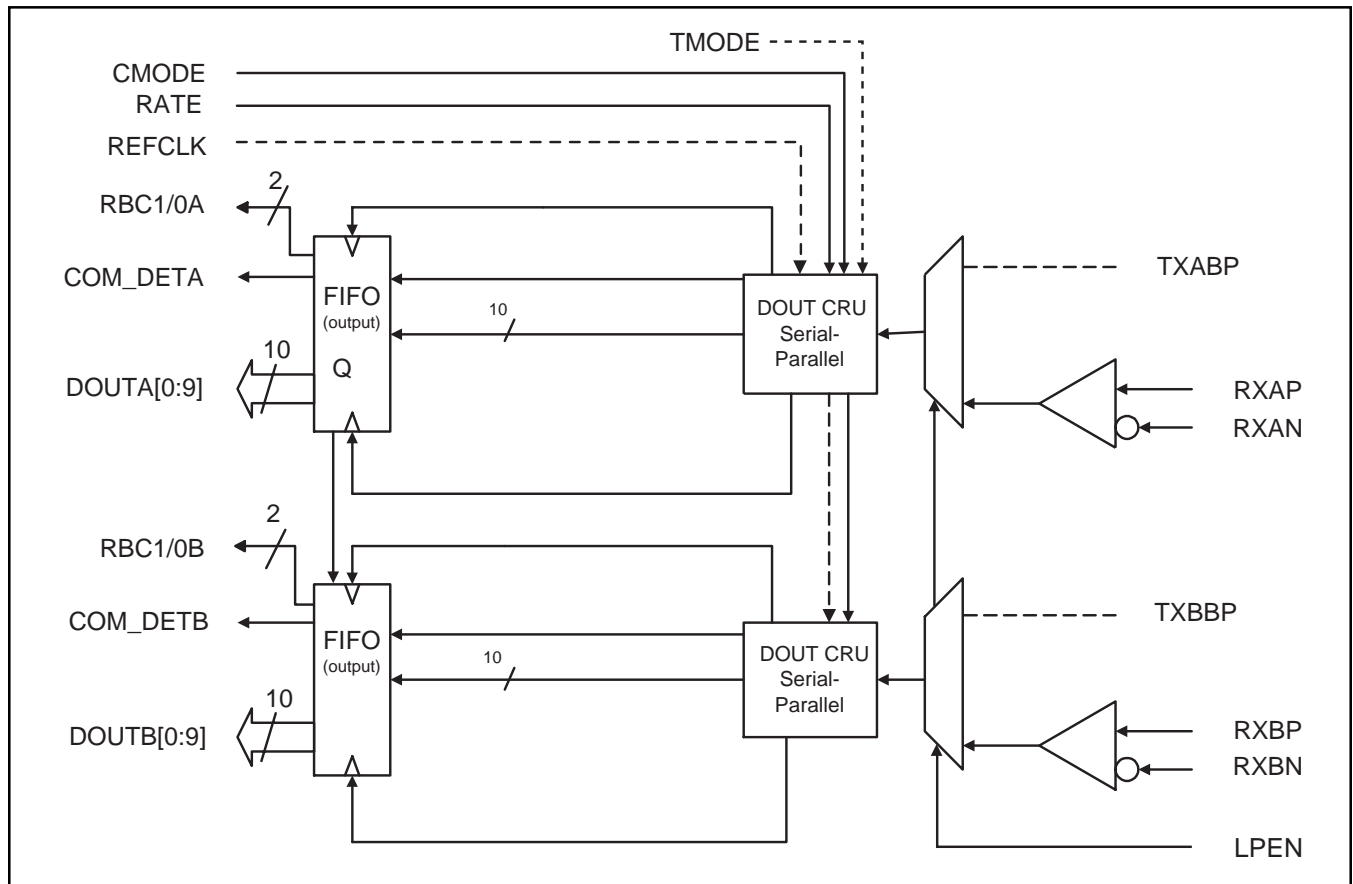 TMODE
CMODE
RATE
REFCLK
2
RBC1/0A
COM_DETA
FIFO
(output)
Q
10
DOUTA[0:9]
10
DOUT CRU
Serial-
Parallel
TXABP
RXAP
RXAN
2
RBC1/0B
COM_DETB
FIFO
(output)
10
DOUTB[0:9]
10
DOUT CRU
Serial-
Parallel
TXBBP
RXBP
RXBN
LPEN